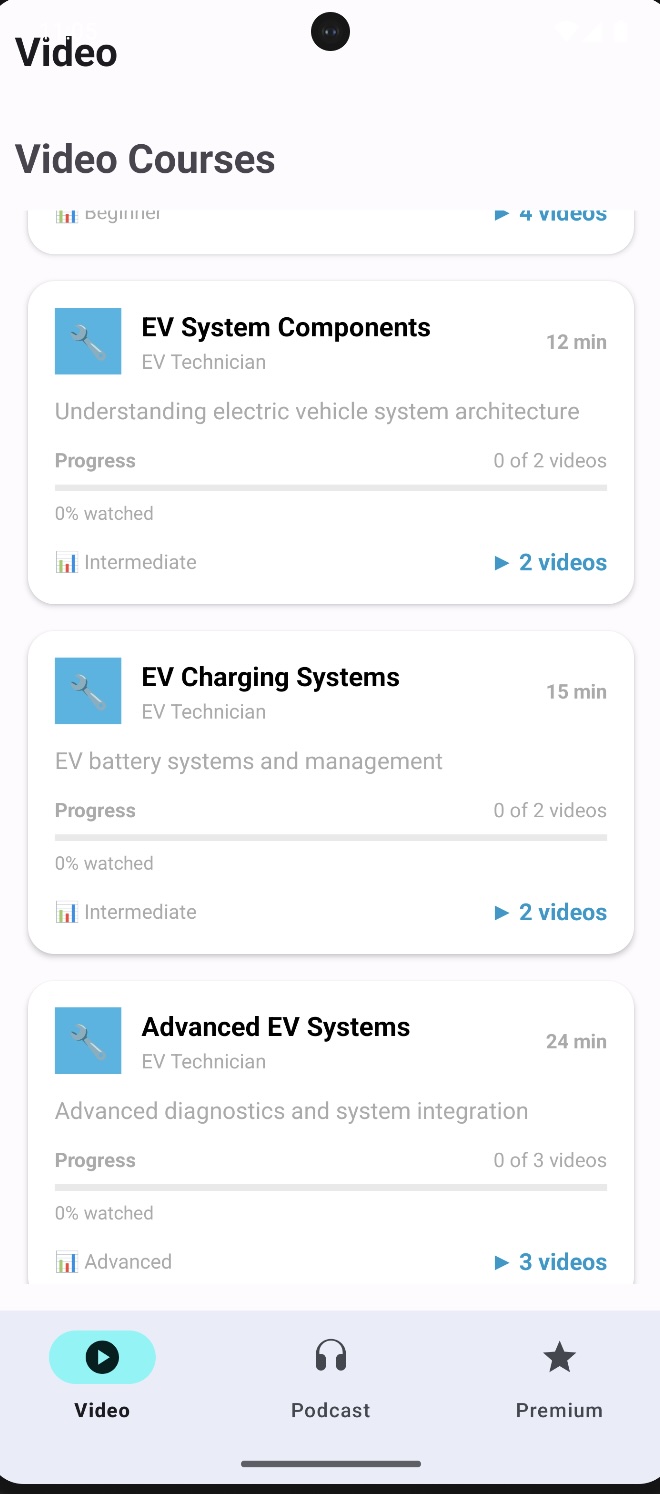 Video
Video Courses
Beginner
▶ 4 videos
EV System Components
12 min
EV Technician
Understanding electric vehicle system architecture
Progress
0 of 2 videos
0% watched
Intermediate
▶ 2 videos
EV Charging Systems
15 min
EV Technician
EV battery systems and management
Progress
0 of 2 videos
0% watched
Intermediate
▶ 2 videos
Advanced EV Systems
24 min
EV Technician
Advanced diagnostics and system integration
Progress
0 of 3 videos
0% watched
Advanced
▶ 3 videos
Video
Podcast
Premium